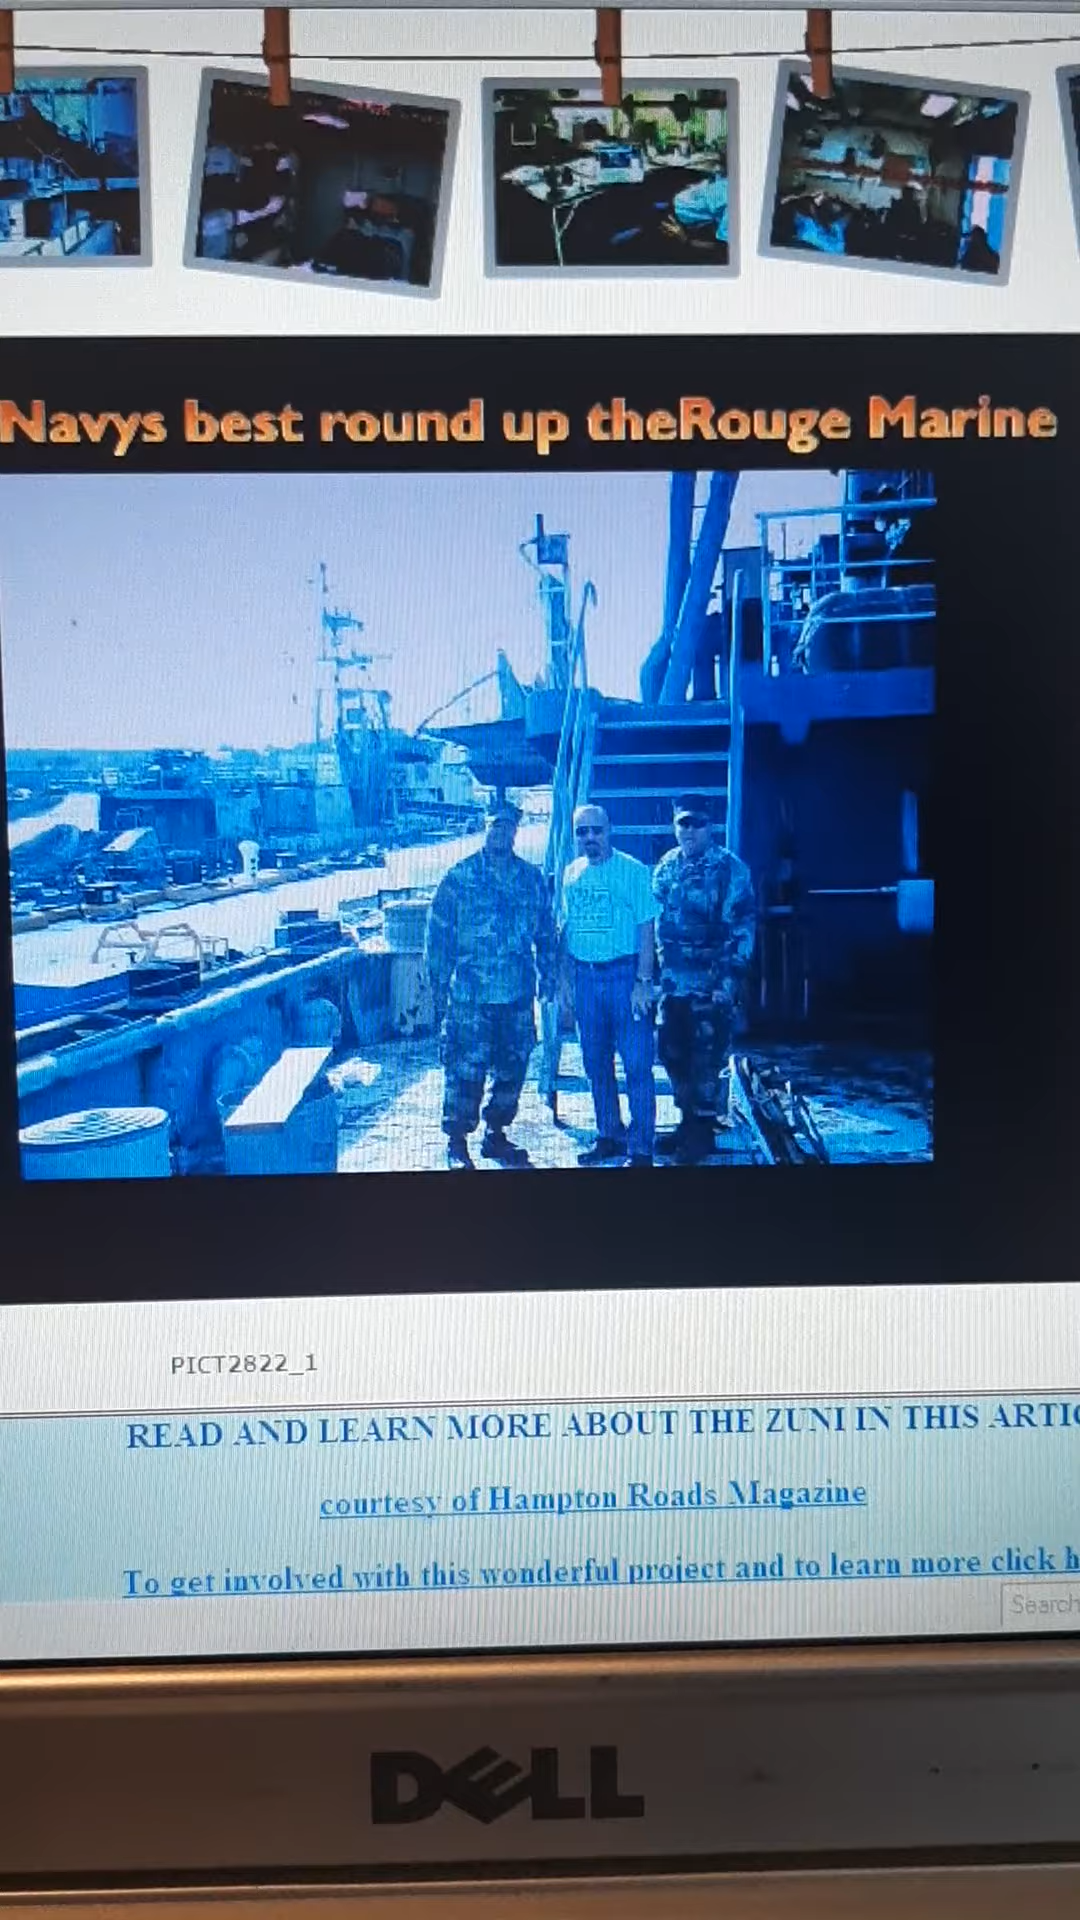 Navys best round up theRouge Marine
PICT2822_1
READ AND LEARN MORE ABOUT THE ZUNI IN THIS ARTIC
courtesy of Hampton Roads Magazine
To get involved with this wonderful project and to learn more click h
Search
DELL